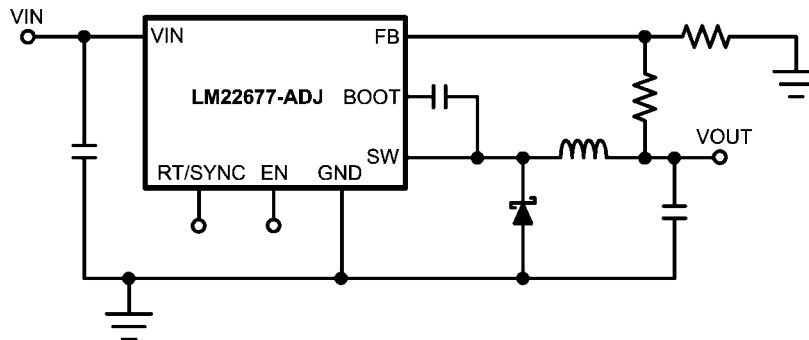 VIN
VIN
FB
LM22677-ADJ
BOOT
VOUT
SW
RT/SYNC
EN
GND